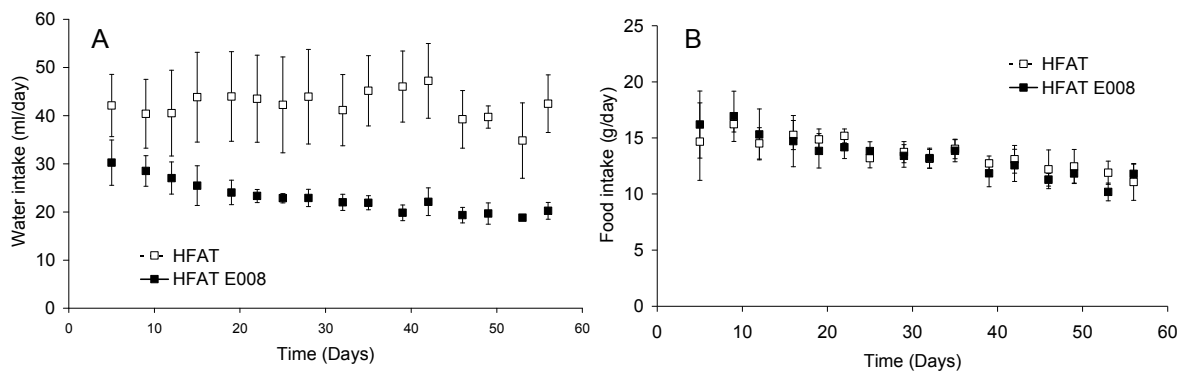 A
Water intake (ml/day)
60
50
40
30
20
10
0
HFAT
HFAT E008
0 10 20 30 40 50 60
Time (Days)
B
Food intake (g/day)
25
20
15
10
5
0
HFAT
HFAT E008
0 10 20 30 40 50 60
Time (Days)